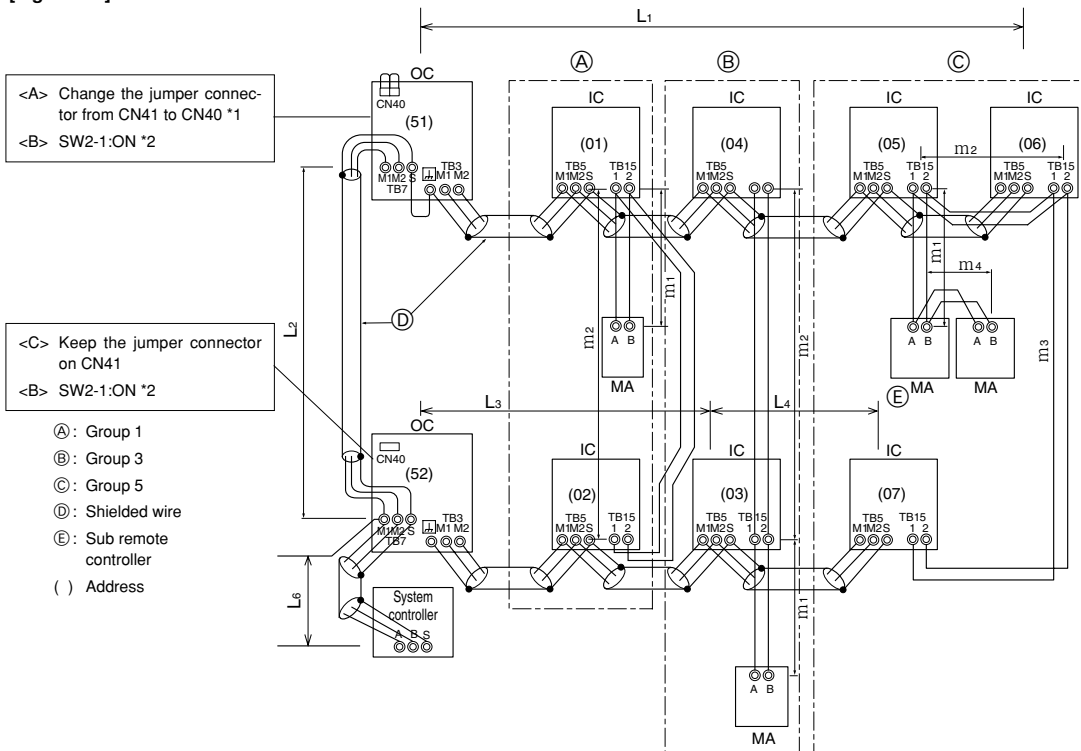 L1
OC
Ⓐ
Ⓑ
Ⓒ
<A> Change the jumper connec-
tor from CN41 to CN40 *1
<B> SW2-1:ON *2
CN40
(51)
M1M2 S
TB7
TB3
M1 M2
IC
(01)
TB5
M1M2S
TB15
1 2
IC
(04)
TB5
M1M2S
IC
(05)
TB5
M1M2S
TB15
1 2
IC
(06)
TB5
M1M2S
TB15
1 2
m2
m1
m1
m4
m2
m2
m3
L2
Ⓓ
A B
MA
A B
MA
A B
MA
Ⓔ
<C> Keep the jumper connector
on CN41
<B> SW2-1:ON *2
L3
L4
Ⓐ: Group 1
Ⓑ: Group 3
Ⓒ: Group 5
Ⓓ: Shielded wire
Ⓔ: Sub remote
controller
( ) Address
OC
CN40
(52)
M1M2 S
TB7
TB3
M1 M2
IC
(02)
TB5
M1M2S
TB15
1 2
IC
(03)
TB5
M1M2S
TB15
1 2
IC
(07)
TB5
M1M2S
TB15
1 2
L6
System
controller
A B S
m1
A B
MA